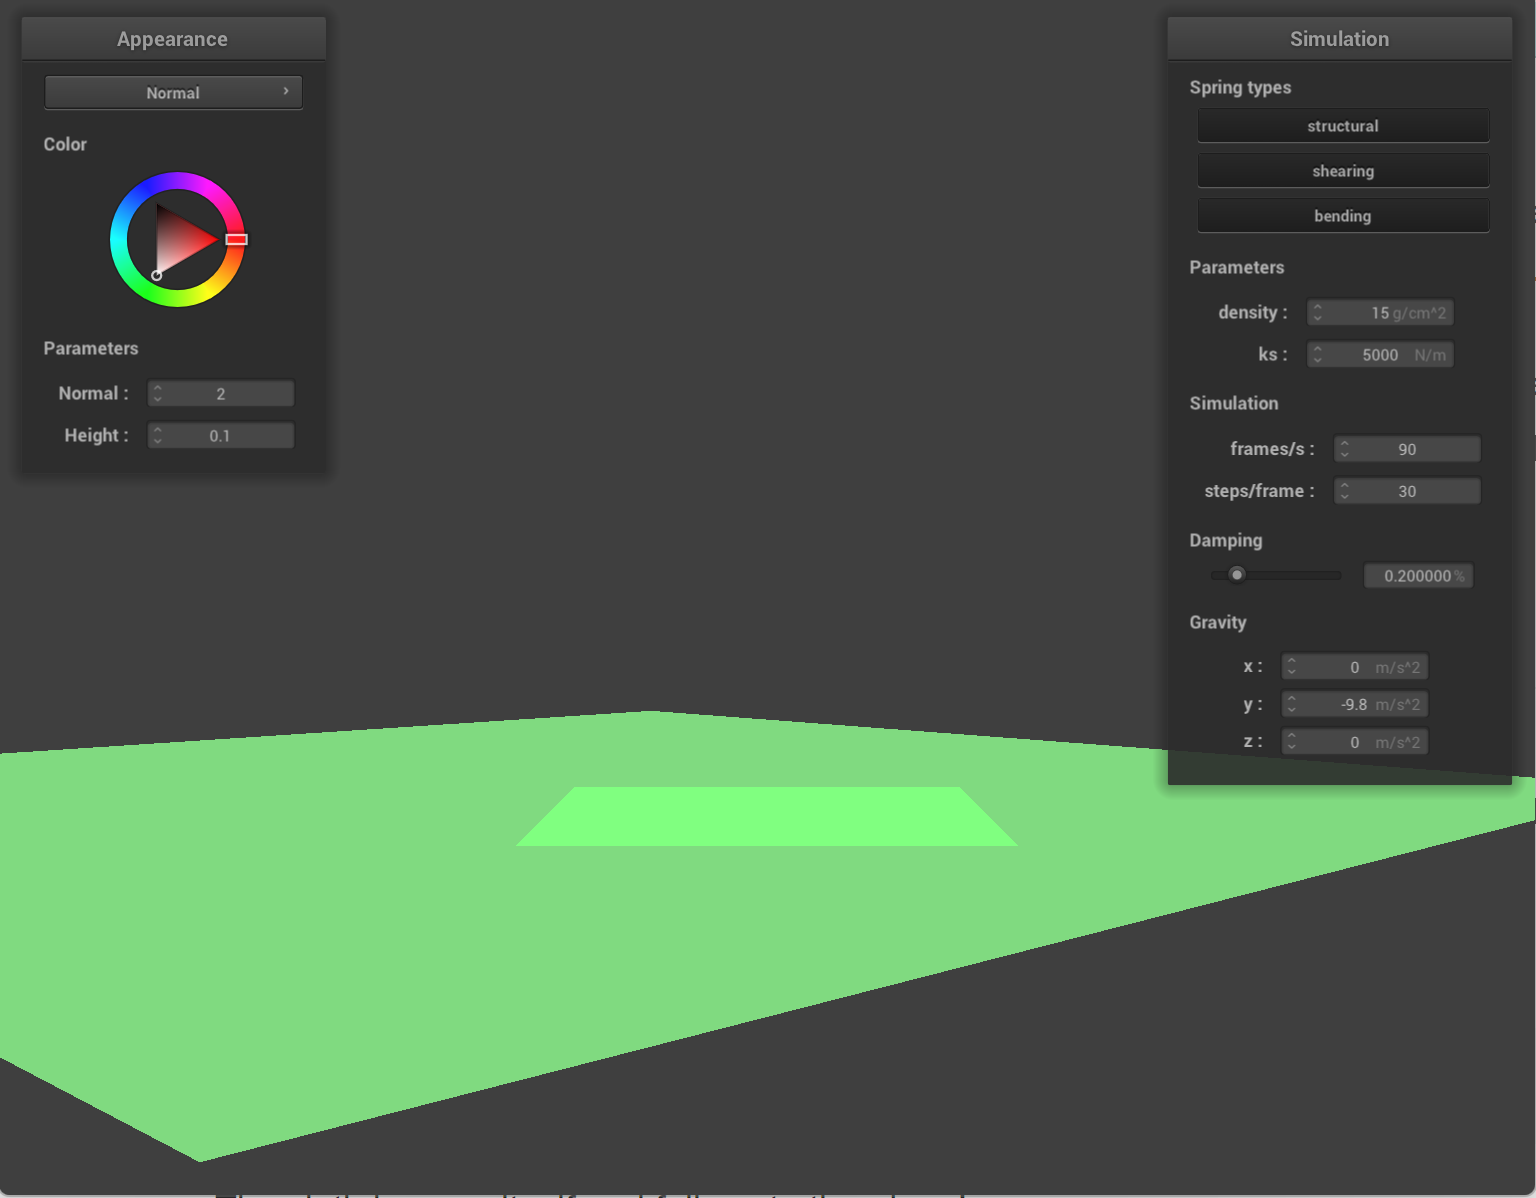 Appearance
Normal
Color
Parameters
Normal : 2
Height : 0.1
Simulation
Spring types
structural
shearing
bending
Parameters
density : 15 g/cm^2
ks : 5000 N/m
Simulation
frames/s : 90
steps/frame : 30
Damping
0.200000 %
Gravity
x : 0 m/s^2
y : -9.8 m/s^2
z : 0 m/s^2